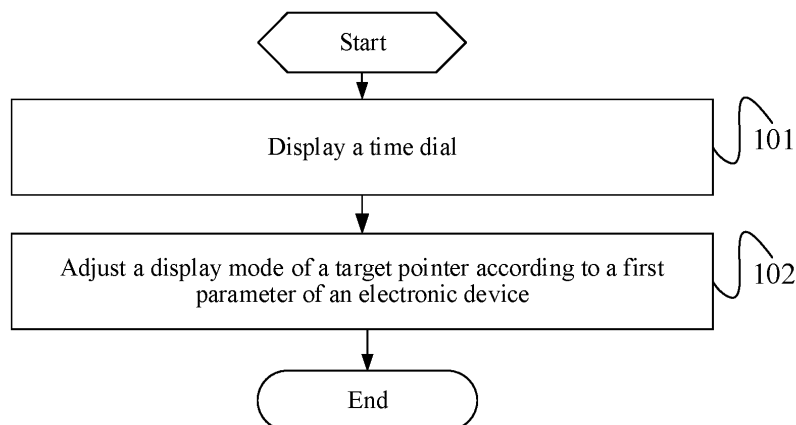 Start
Display a time dial
101
Adjust a display mode of a target pointer according to a first
parameter of an electronic device
102
End